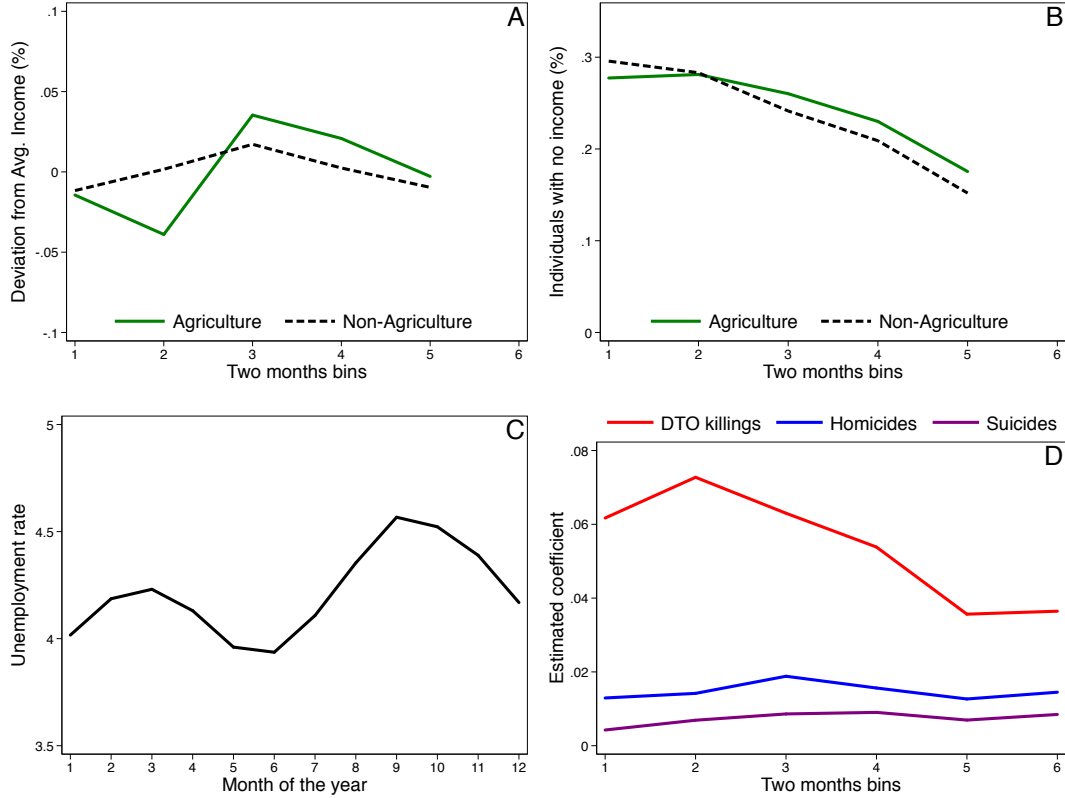 A
Deviation from Avg. Income (%)
.1
.05
0
-.05
-.1
Agriculture
Non-Agriculture
1 2 3 4 5 6
Two months bins
B
Individuals with no income (%)
.3
.2
.1
0
Agriculture
Non-Agriculture
1 2 3 4 5 6
Two months bins
C
Unemployment rate
5
4.5
4
3.5
1 2 3 4 5 6 7 8 9 10 11 12
Month of the year
DTO killings
Homicides
Suicides
D
Estimated coefficient
.08
.06
.04
.02
0
1 2 3 4 5 6
Two months bins